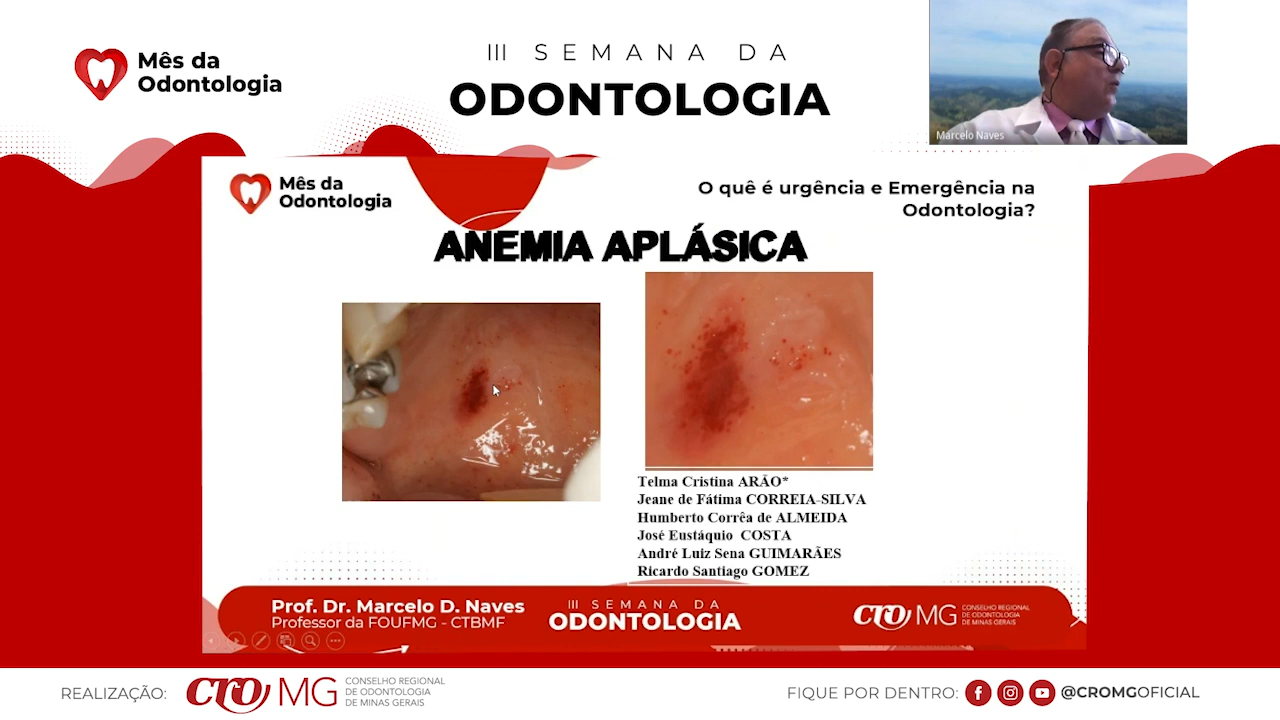 Mês da
Odontologia
III SEMANA DA
ODONTOLOGIA
Marcelo Naves
Mês da
Odontologia
O quê é urgência e Emergência na
Odontologia?
ANEMIA APLÁSICA
Telma Cristina ARÃO*
Jeane de Fátima CORREIA-SILVA
Humberto Corrêa de ALMEIDA
José Eustáquio COSTA
André Luiz Sena GUIMARÃES
Ricardo Santiago GOMEZ
Prof. Dr. Marcelo D. Naves
Professor da FOUFMG - CTBMF
III SEMANA DA
ODONTOLOGIA
CRO MG
CONSELHO REGIONAL
DE ODONTOLOGIA
DE MINAS GERAIS
REALIZAÇÃO:
CRO MG
CONSELHO REGIONAL
DE ODONTOLOGIA
DE MINAS GERAIS
FIQUE POR DENTRO:
@CROMGOFICIAL